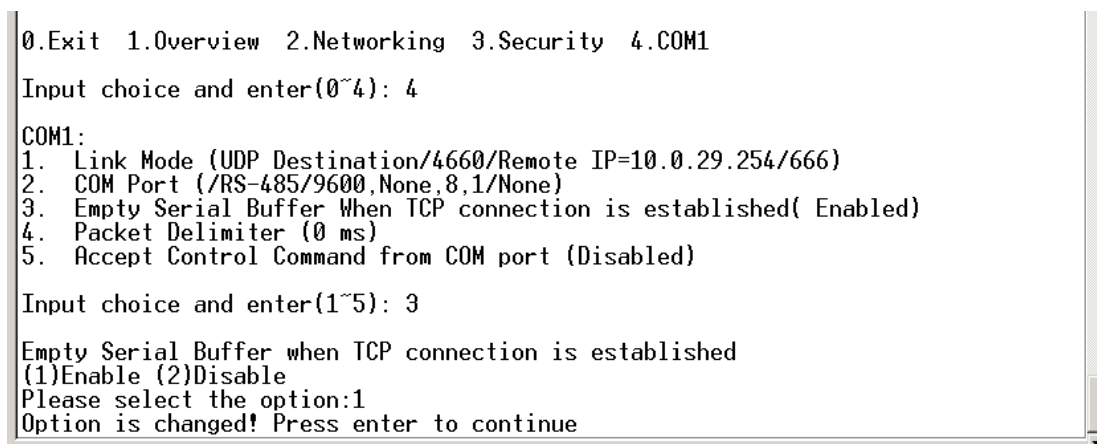 0.Exit  1.Overview  2.Networking  3.Security  4.COM1
Input choice and enter(0~4): 4
COM1:
1.  Link Mode (UDP Destination/4660/Remote IP=10.0.29.254/666)
2.  COM Port (/RS-485/9600,None,8,1/None)
3.  Empty Serial Buffer When TCP connection is established( Enabled)
4.  Packet Delimiter (0 ms)
5.  Accept Control Command from COM port (Disabled)
Input choice and enter(1~5): 3
Empty Serial Buffer when TCP connection is established
(1)Enable (2)Disable
Please select the option:1
Option is changed! Press enter to continue